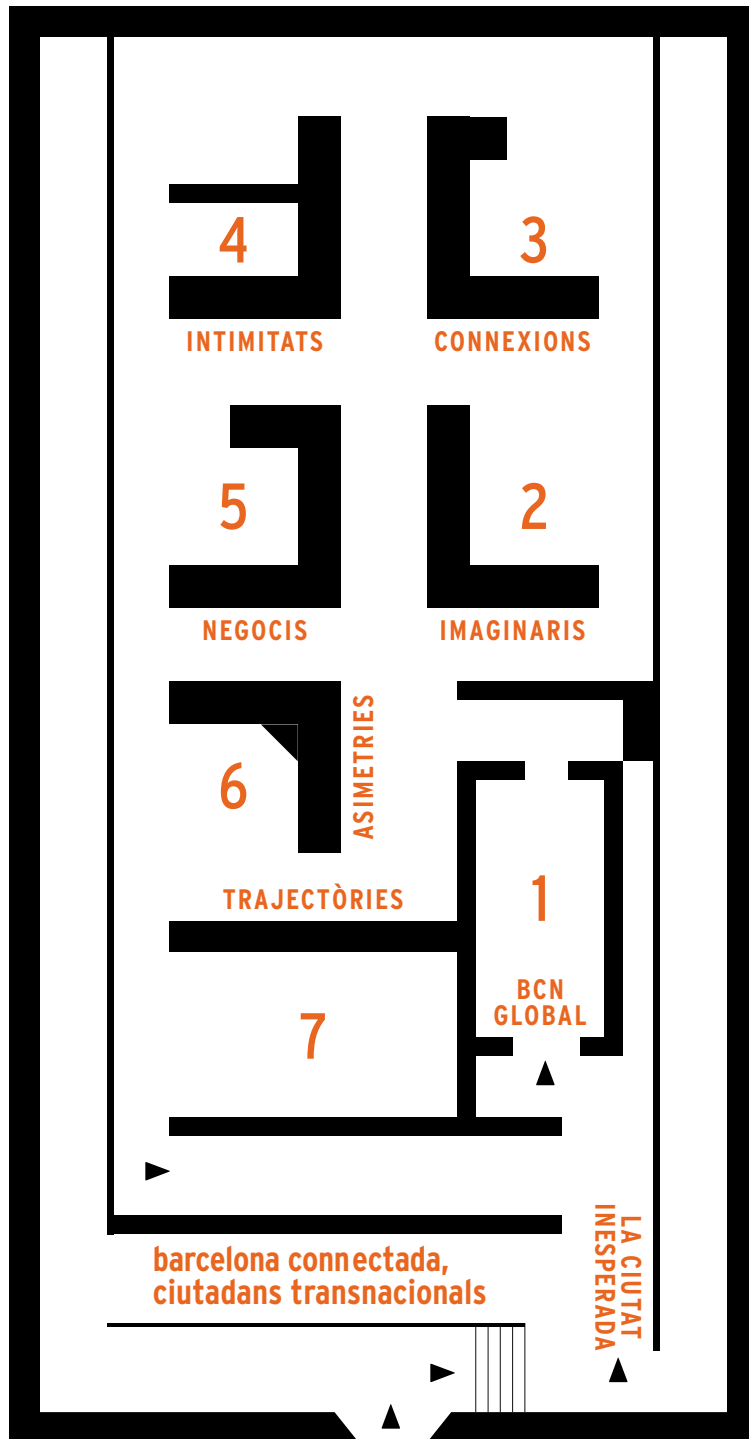 4
3
INTIMITATS
CONNEXIONS
5
2
NEGOCIS
IMAGINARIS
ASIMETRIES
6
TRAJECTÒRIES
1
BCN
GLOBAL
7
LA CIUTAT
INESPERADA
barcelona connectada,
ciutadans transnacionals